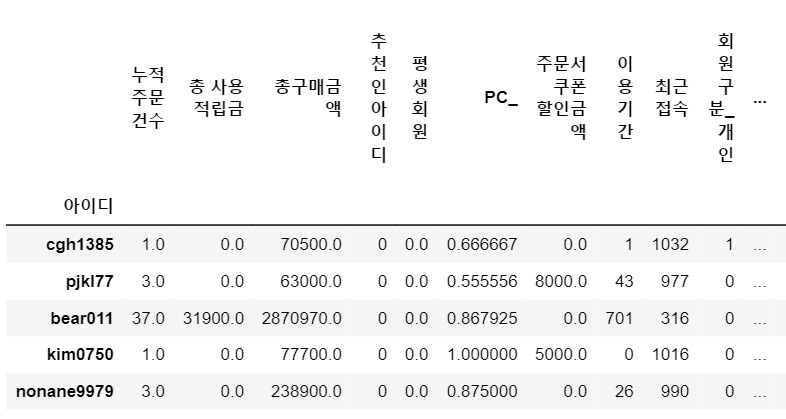 누적
주문
건수
총 사용
적립금
총구매금
액
추
천
인
아
이
디
평
생
회
원
PC_
주문서
쿠폰
할인금
액
이
용
기
간
최근
접속
회
원
구
분_
개
인
...
아이디
cgh1385 1.0 0.0 70500.0 0 0.0 0.666667 0.0 1 1032 1 ...
pjkl77 3.0 0.0 63000.0 0 0.0 0.555556 8000.0 43 977 0 ...
bear011 37.0 31900.0 2870970.0 0 0.0 0.867925 0.0 701 316 0 ...
kim0750 1.0 0.0 77700.0 0 0.0 1.000000 5000.0 0 1016 0 ...
nonane9979 3.0 0.0 238900.0 0 0.0 0.875000 0.0 26 990 0 ...